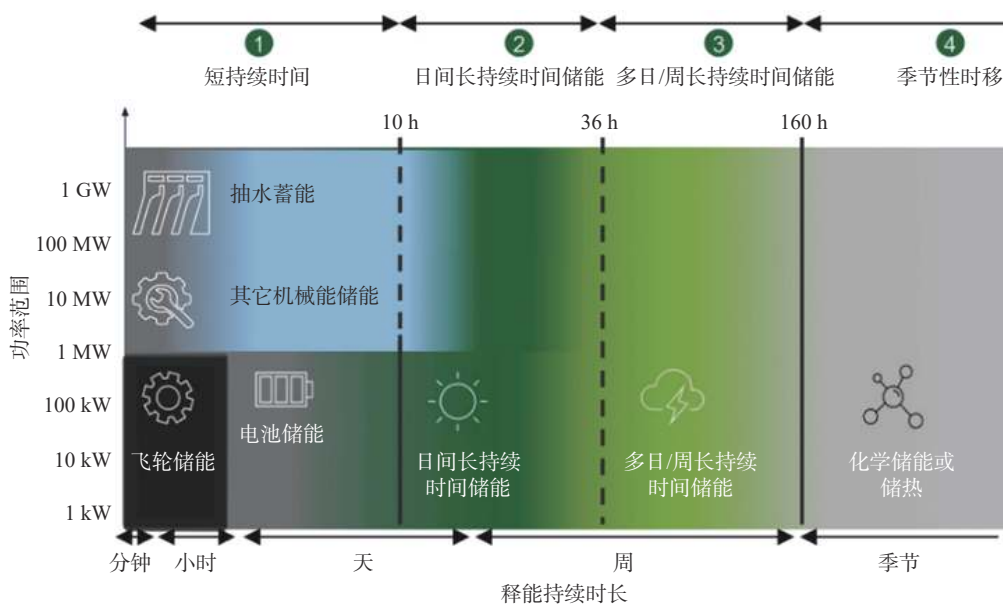 1
2
3
4
短持续时间
日间长持续时间储能
多日/周长持续时间储能
季节性时移
10 h
36 h
160 h
功率范围
1 GW
100 MW
10 MW
1 MW
100 kW
10 kW
1 kW
抽水蓄能
其它机械能储能
飞轮储能
电池储能
日间长持续
时间储能
多日/周长持续
时间储能
化学储能或
储热
分钟
小时
天
周
季节
释能持续时长